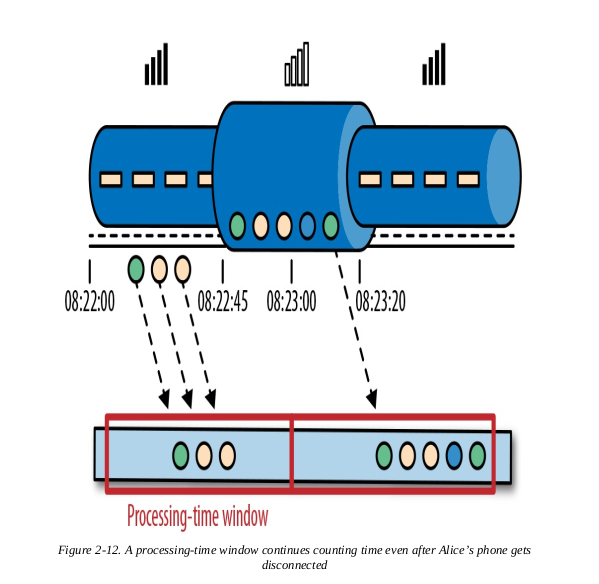 08:22:00
08:22:45
08:23:00
08:23:20
Processing-time window
Figure 2-12. A processing-time window continues counting time even after Alice’s phone gets
disconnected